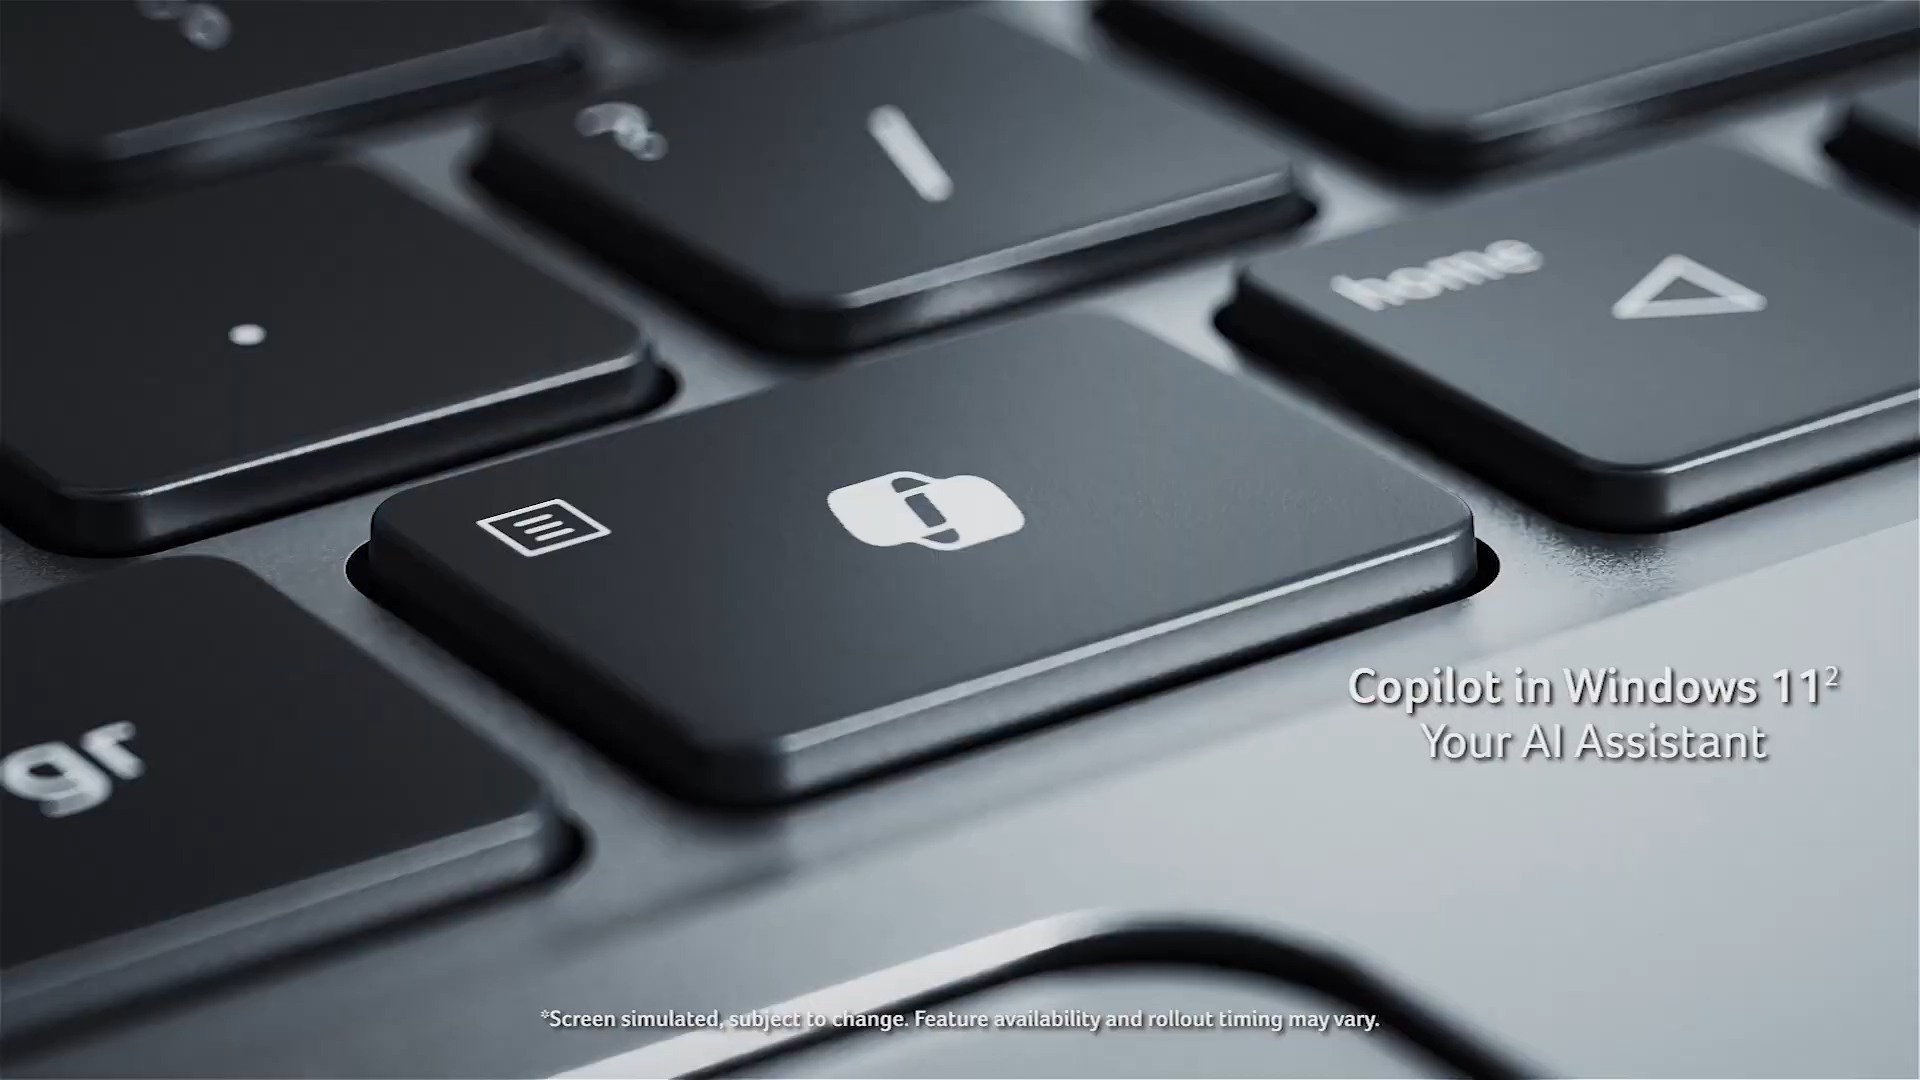 home
gr
Copilot in Windows 11²
Your AI Assistant
*Screen simulated, subject to change. Feature availability and rollout timing may vary.